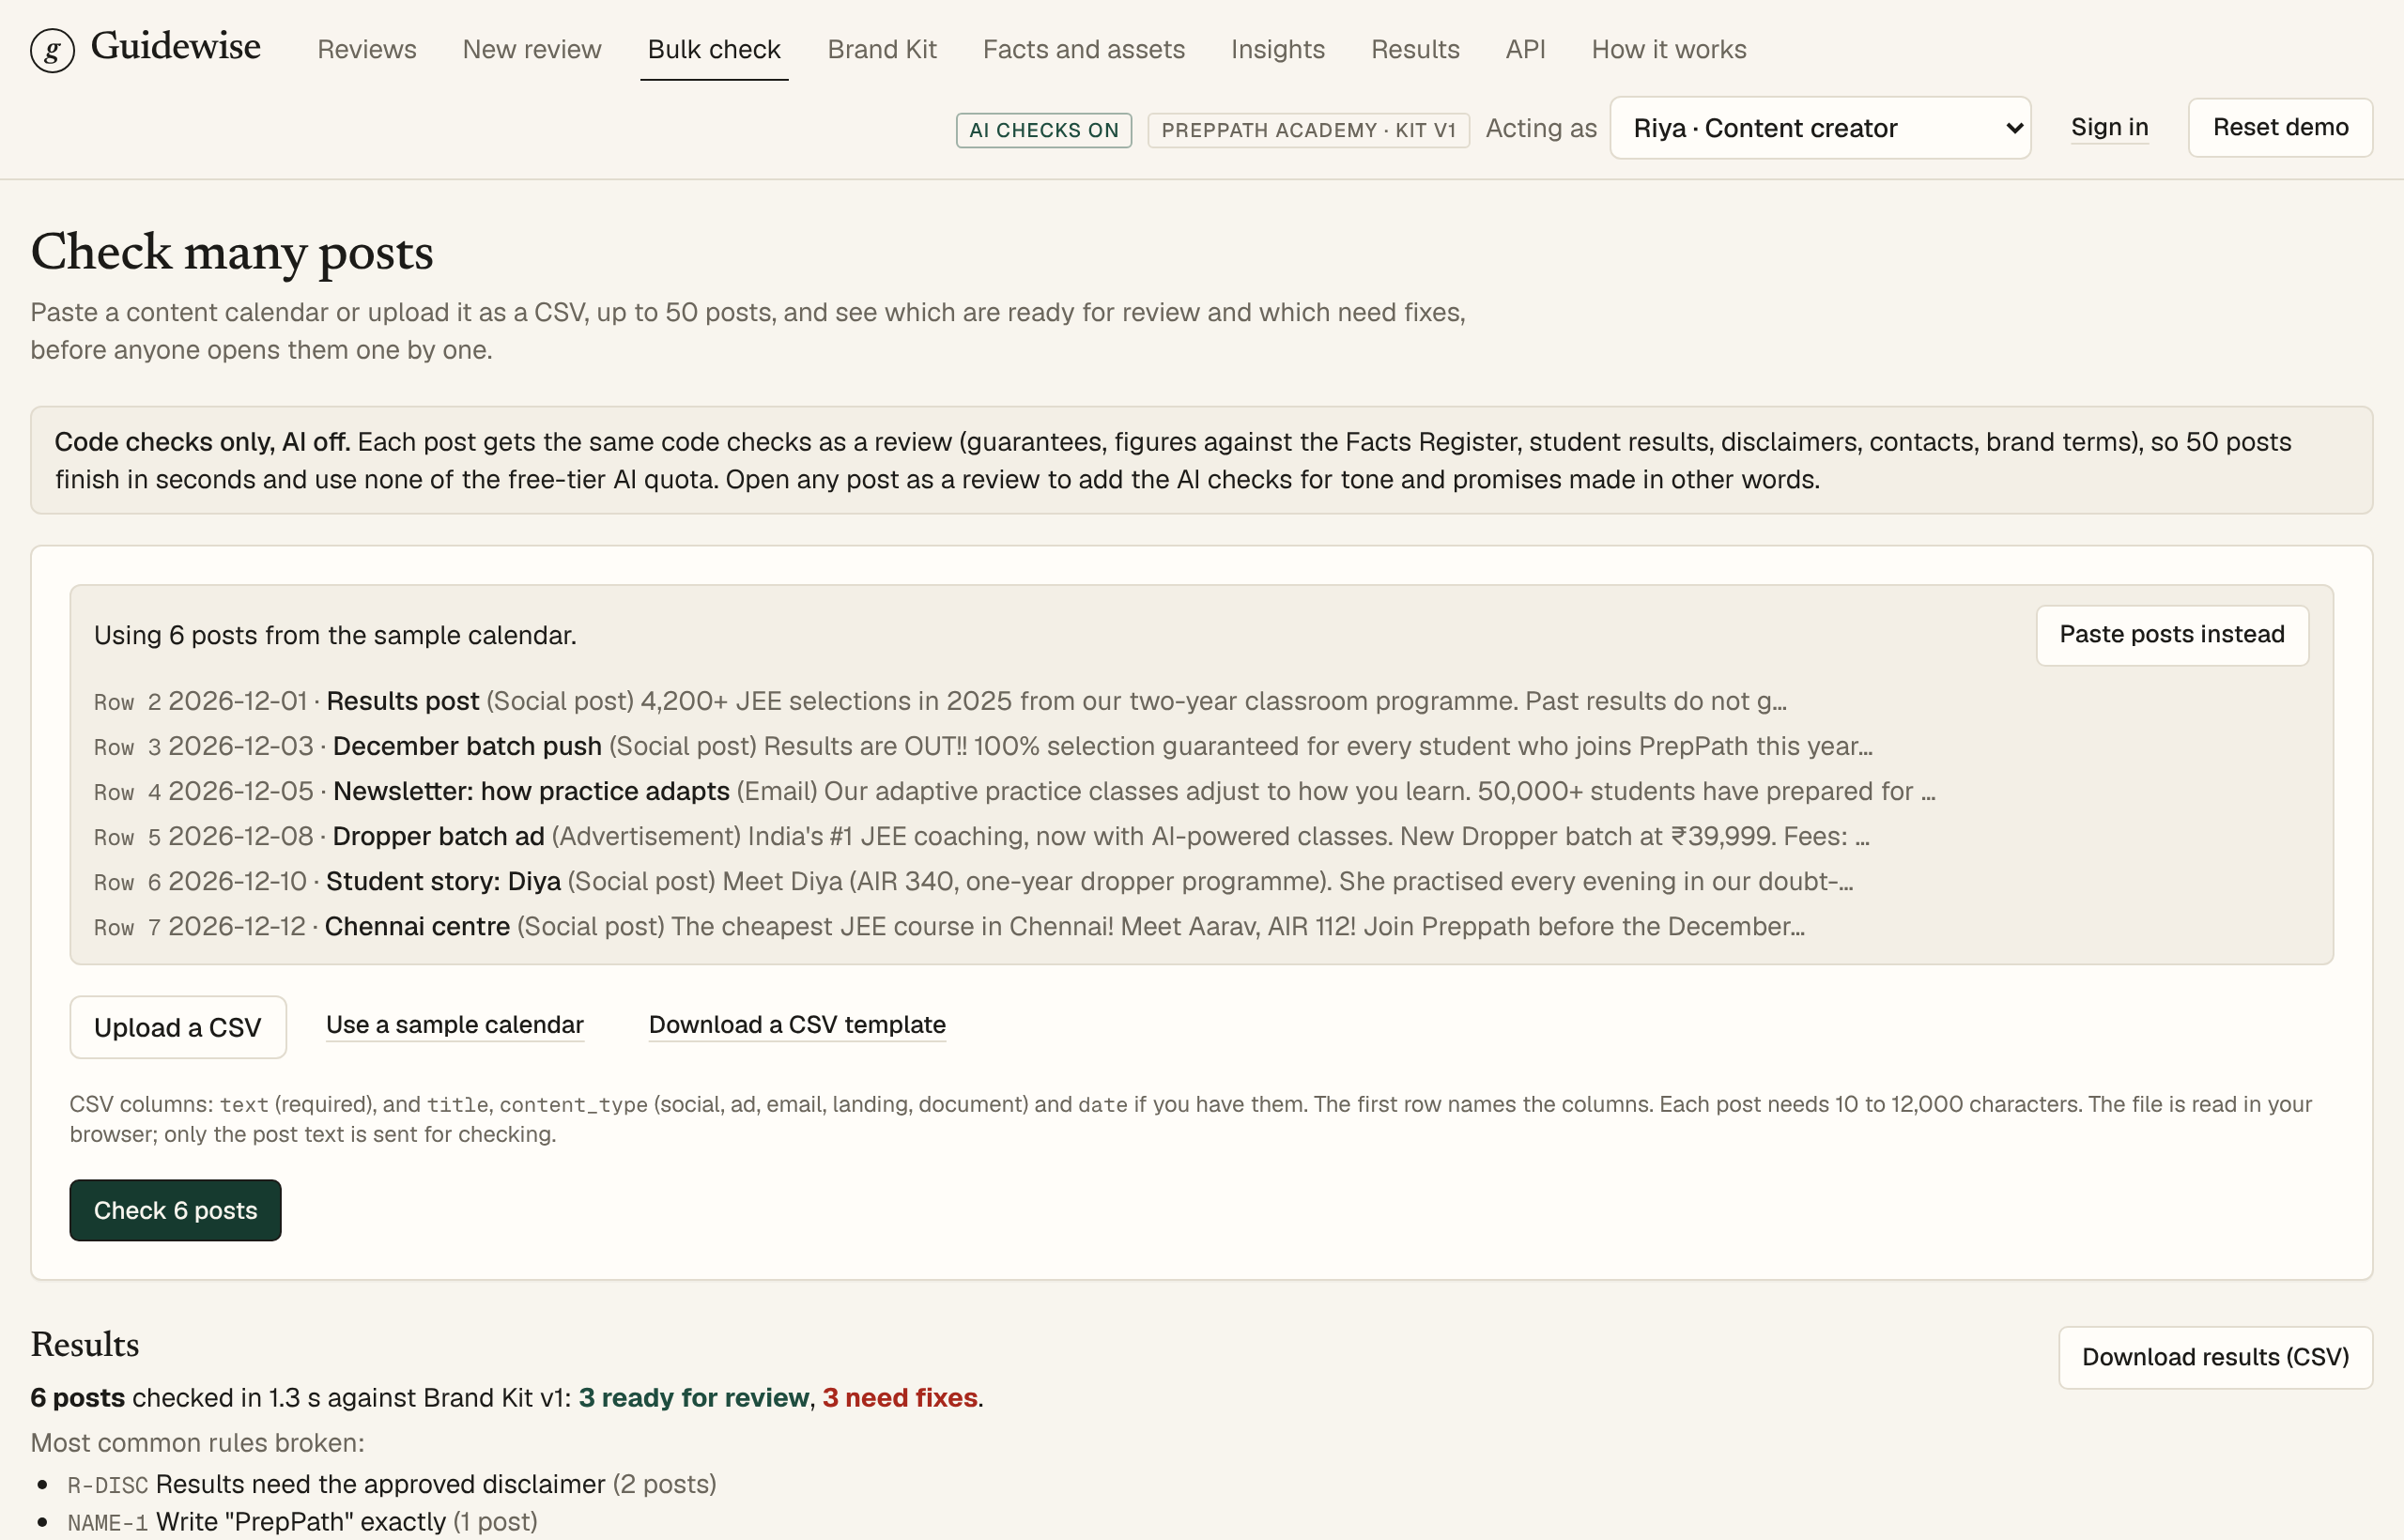 g Guidewise Reviews New review Bulk check Brand Kit Facts and assets Insights Results API How it works
AI CHECKS ON PREPPATH ACADEMY · KIT V1 Acting as Riya · Content creator Sign in Reset demo
Check many posts
Paste a content calendar or upload it as a CSV, up to 50 posts, and see which are ready for review and which need fixes,
before anyone opens them one by one.
Code checks only, AI off. Each post gets the same code checks as a review (guarantees, figures against the Facts Register, student results, disclaimers, contacts, brand terms), so 50 posts
finish in seconds and use none of the free-tier AI quota. Open any post as a review to add the AI checks for tone and promises made in other words.
Using 6 posts from the sample calendar. Paste posts instead
Row 2 2026-12-01 · Results post (Social post) 4,200+ JEE selections in 2025 from our two-year classroom programme. Past results do not g...
Row 3 2026-12-03 · December batch push (Social post) Results are OUT!! 100% selection guaranteed for every student who joins PrepPath this year...
Row 4 2026-12-05 · Newsletter: how practice adapts (Email) Our adaptive practice classes adjust to how you learn. 50,000+ students have prepared for ...
Row 5 2026-12-08 · Dropper batch ad (Advertisement) India's #1 JEE coaching, now with AI-powered classes. New Dropper batch at ₹39,999. Fees: ...
Row 6 2026-12-10 · Student story: Diya (Social post) Meet Diya (AIR 340, one-year dropper programme). She practised every evening in our doubt-...
Row 7 2026-12-12 · Chennai centre (Social post) The cheapest JEE course in Chennai! Meet Aarav, AIR 112! Join Preppath before the December...
Upload a CSV Use a sample calendar Download a CSV template
CSV columns: text (required), and title, content_type (social, ad, email, landing, document) and date if you have them. The first row names the columns. Each post needs 10 to 12,000 characters. The file is read in your
browser; only the post text is sent for checking.
Check 6 posts
Results Download results (CSV)
6 posts checked in 1.3 s against Brand Kit v1: 3 ready for review, 3 need fixes.
Most common rules broken:
• R-DISC Results need the approved disclaimer (2 posts)
• NAME-1 Write "PrepPath" exactly (1 post)